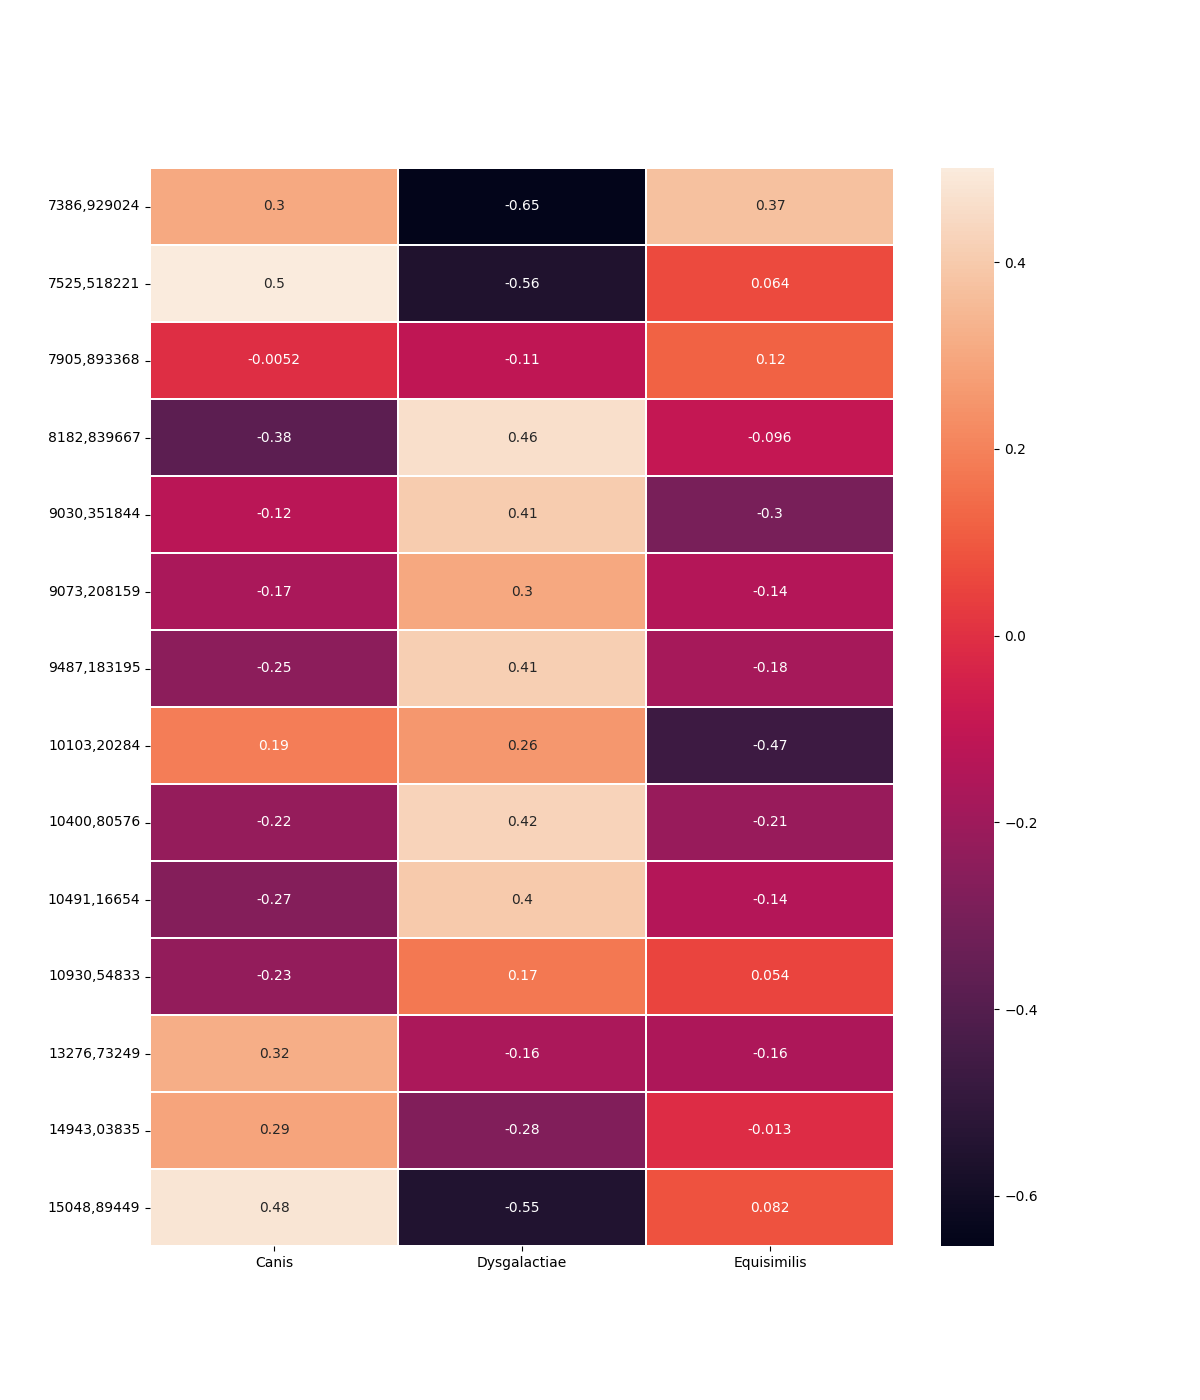 7386,929024 0.3 -0.65 0.37
0.4
7525,518221 0.5 -0.56 0.064
7905,893368 -0.0052 -0.11 0.12
8182,839667 -0.38 0.46 -0.096
0.2
9030,351844 -0.12 0.41 -0.3
9073,208159 -0.17 0.3 -0.14
0.0
9487,183195 -0.25 0.41 -0.18
10103,20284 0.19 0.26 -0.47
10400,80576 -0.22 0.42 -0.21
−0.2
10491,16654 -0.27 0.4 -0.14
10930,54833 -0.23 0.17 0.054
−0.4
13276,73249 0.32 -0.16 -0.16
14943,03835 0.29 -0.28 -0.013
−0.6
15048,89449 0.48 -0.55 0.082
Canis Dysgalactiae Equisimilis